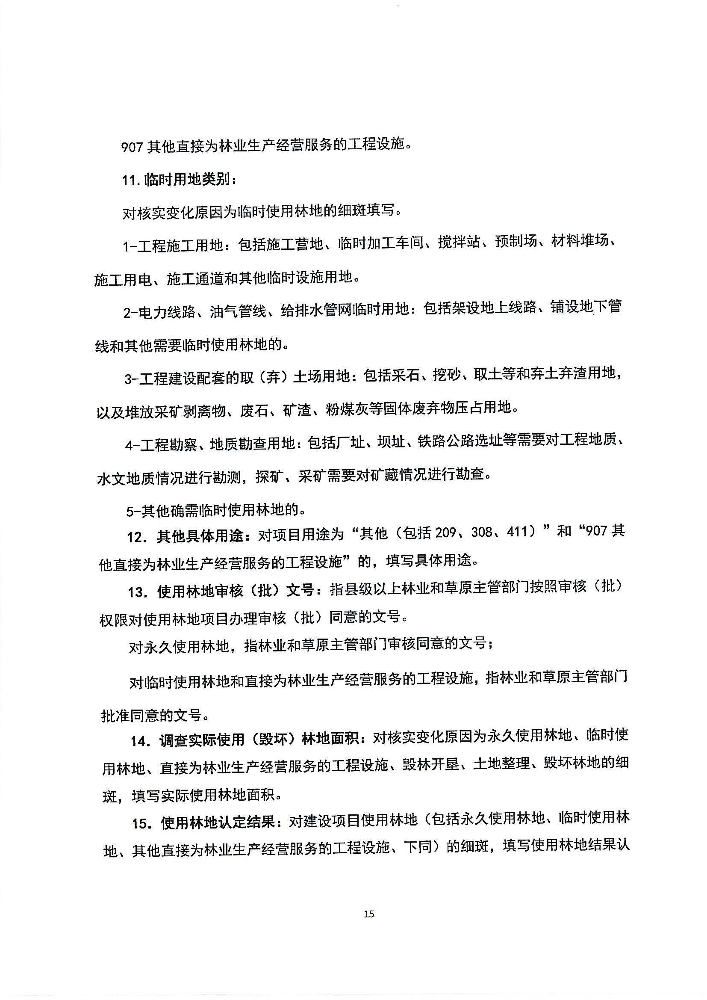 907 其他直接为林业生产经营服务的工程设施。
11.临时用地类别：
对核实变化原因为临时使用林地的细斑填写。
1-工程施工用地：包括施工营地、临时加工车间、搅拌站、预制场、材料堆场、
施工用电、施工通道和其他临时设施用地。
2-电力线路、油气管线、给排水管网临时用地：包括架设地上线路、铺设地下管
线和其他需要临时使用林地的。
3-工程建设配套的取（弃）土场用地：包括采石、挖砂、取土等和弃土弃渣用地，
以及堆放采矿剥离物、废石、矿渣、粉煤灰等固体废弃物压占用地。
4-工程勘察、地质勘查用地：包括厂址、坝址、铁路公路选址等需要对工程地质、
水文地质情况进行勘测，探矿、采矿需要对矿藏情况进行勘查。
5-其他确需临时使用林地的。
12. 其他具体用途：对项目用途为“其他（包括 209、308、411）”和“907 其
他直接为林业生产经营服务的工程设施”的，填写具体用途。
13. 使用林地审核（批）文号：指县级以上林业和草原主管部门按照审核（批）
权限对使用林地项目办理审核（批）同意的文号。
对永久使用林地，指林业和草原主管部门审核同意的文号；
对临时使用林地和直接为林业生产经营服务的工程设施，指林业和草原主管部门
批准同意的文号。
14. 调查实际使用（毁坏）林地面积：对核实变化原因为永久使用林地、临时使
用林地、直接为林业生产经营服务的工程设施、毁林开垦、土地整理、毁坏林地的细
斑，填写实际使用林地面积。
15. 使用林地认定结果：对建设项目使用林地（包括永久使用林地、临时使用林
地、其他直接为林业生产经营服务的工程设施、下同）的细斑，填写使用林地结果认
15